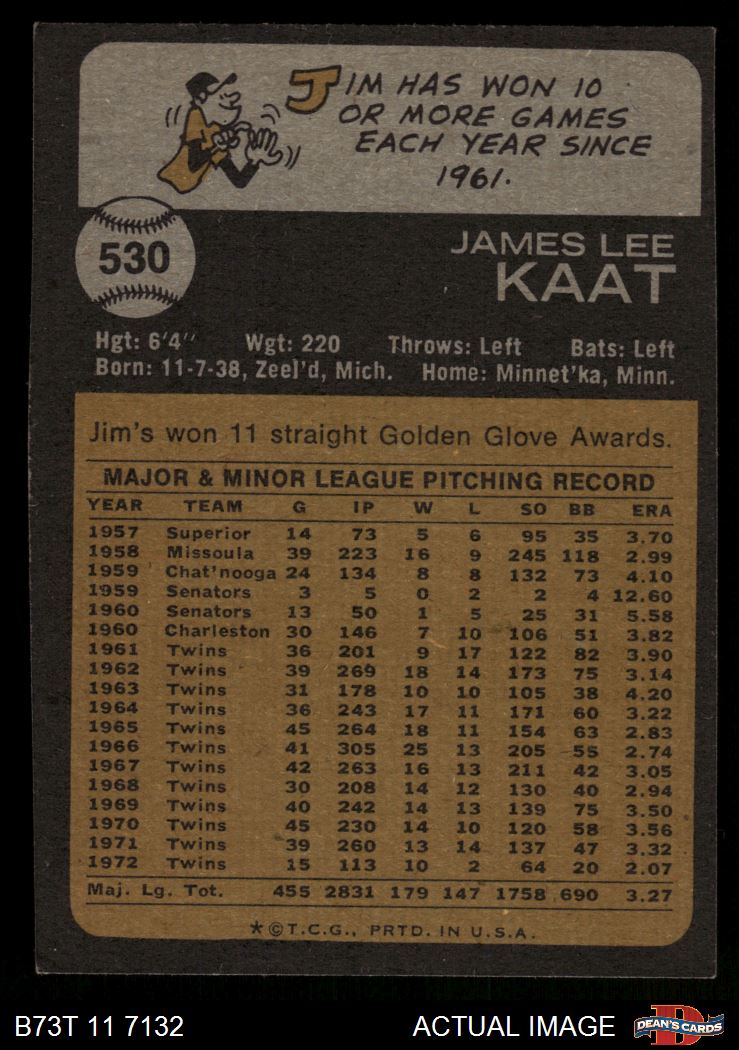 JIM HAS WON 10
OR MORE GAMES
EACH YEAR SINCE
1961.
530
JAMES LEE
KAAT
Hgt: 6'4" Wgt: 220 Throws: Left Bats: Left
Born: 11-7-38, Zeel'd, Mich. Home: Minnet'ka, Minn.
Jim's won 11 straight Golden Glove Awards.
MAJOR & MINOR LEAGUE PITCHING RECORD
YEAR TEAM G IP W L SO BB ERA
1957 Superior 14 73 5 6 95 35 3.70
1958 Missoula 39 223 16 9 245 118 2.99
1959 Chat'nooga 24 134 8 8 132 73 4.10
1959 Senators 3 5 0 2 2 4 12.60
1960 Senators 13 50 1 5 25 31 5.58
1960 Charleston 30 146 7 10 106 51 3.82
1961 Twins 36 201 9 17 122 82 3.90
1962 Twins 39 269 18 14 173 75 3.14
1963 Twins 31 178 10 10 105 38 4.20
1964 Twins 36 243 17 11 171 60 3.22
1965 Twins 45 264 18 11 154 63 2.83
1966 Twins 41 305 25 13 205 55 2.74
1967 Twins 42 263 16 13 211 42 3.05
1968 Twins 30 208 14 12 130 40 2.94
1969 Twins 40 242 14 13 139 75 3.50
1970 Twins 45 230 14 10 120 58 3.56
1971 Twins 39 260 13 14 137 47 3.32
1972 Twins 15 113 10 2 64 20 2.07
Maj. Lg. Tot. 455 2831 179 147 1758 690 3.27
*©T.C.G., PRTD. IN U.S.A.
B73T 11 7132 ACTUAL IMAGE
D
DEAN'S CARDS